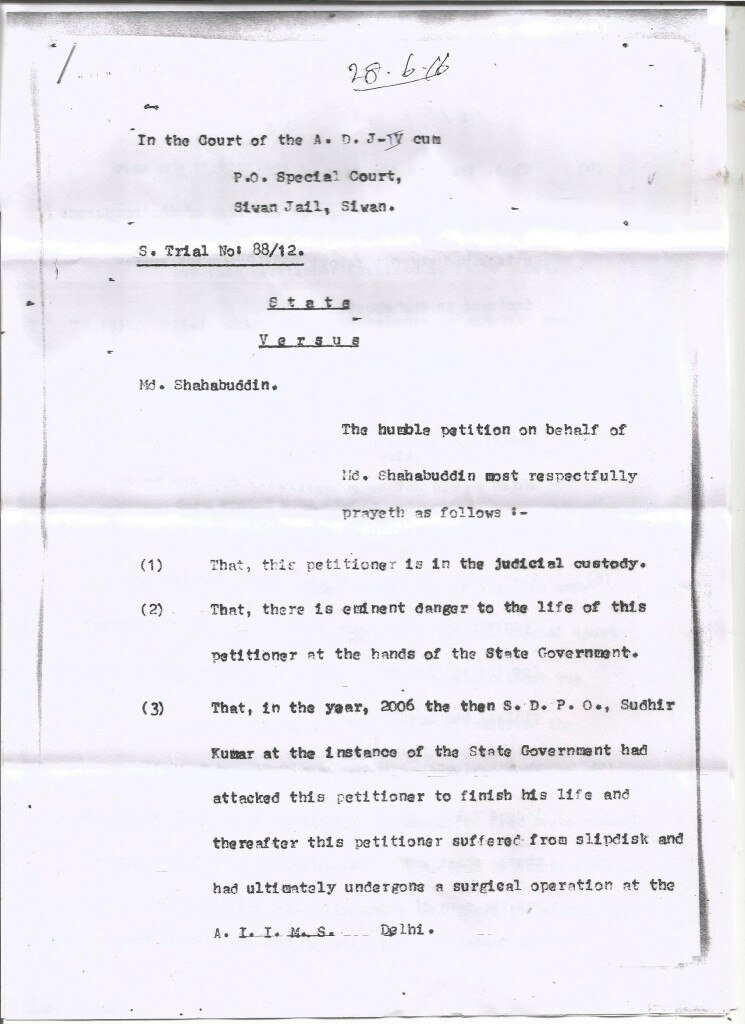 28-6-16
In the Court of the A. D. J-IV cum
P.O. Special Court,
Siwan Jail, Siwan.
S. Trial No: 88/12.
S t a t e
V e r s u s
Md. Shahabuddin.
The humble petition on behalf of
Md. Shahabuddin most respectfully
prayeth as follows :-
(1) That, this petitioner is in the judicial custody.
(2) That, there is eminent danger to the life of this
petitioner at the hands of the State Government.
(3) That, in the year, 2006 the then S. D. P. O., Sudhir
Kumar at the instance of the State Government had
attacked this petitioner to finish his life and
thereafter this petitioner suffered from slipdisk and
had ultimately undergone a surgical operation at the
A. I. I. M. S. Delhi.